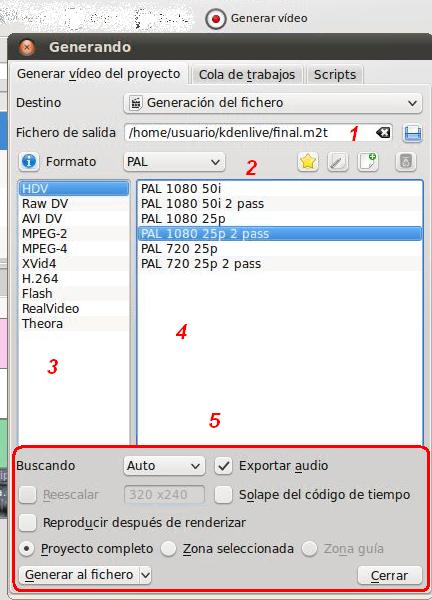 Generar vídeo
Generando
Generar vídeo del proyecto
Cola de trabajos
Scripts
Destino
Generación del fichero
Fichero de salida
/home/usuario/kdenlive/final.m2t
1
Formato
PAL
2
HDV
Raw DV
AVI DV
MPEG-2
MPEG-4
XVid4
H.264
Flash
RealVideo
Theora
3
PAL 1080 50i
PAL 1080 50i 2 pass
PAL 1080 25p
PAL 1080 25p 2 pass
PAL 720 25p
PAL 720 25p 2 pass
4
5
Buscando
Auto
Exportar audio
Reescalar
320 x240
Solape del código de tiempo
Reproducir después de renderizar
Proyecto completo
Zona seleccionada
Zona guía
Generar al fichero
Cerrar